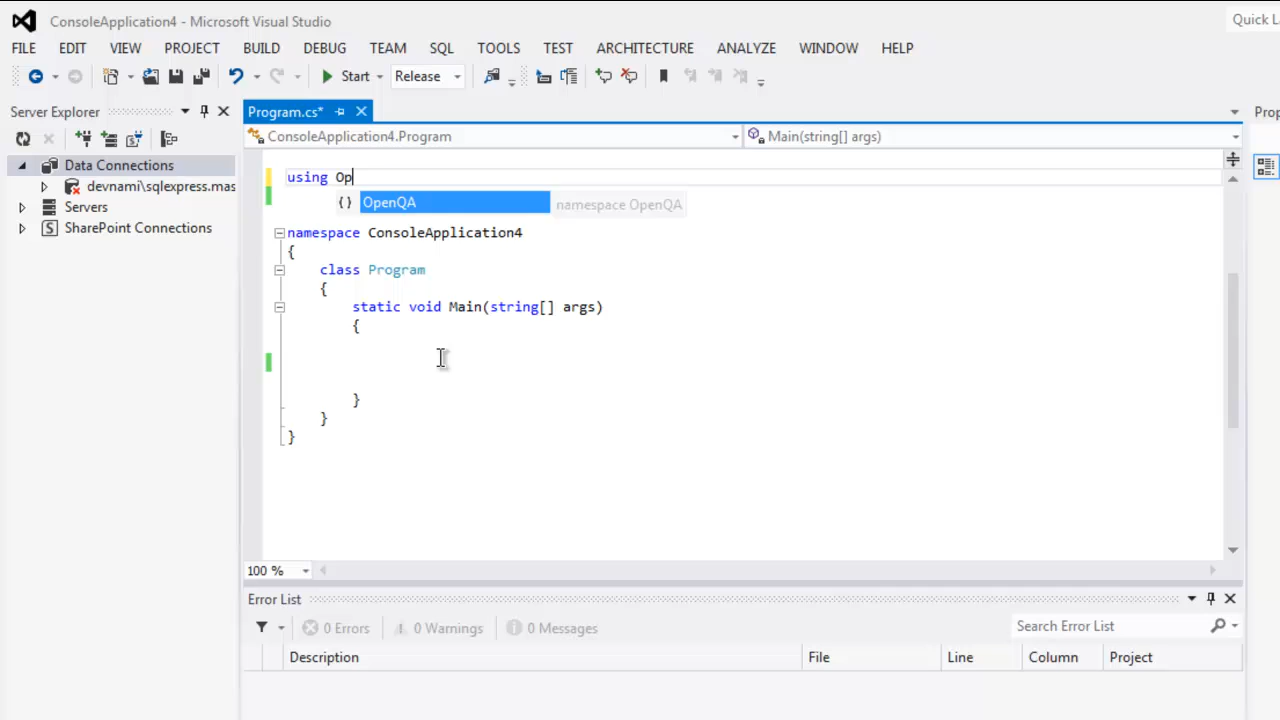 ConsoleApplication4 - Microsoft Visual Studio
Quick L
FILE EDIT VIEW PROJECT BUILD DEBUG TEAM SQL TOOLS TEST ARCHITECTURE ANALYZE WINDOW HELP
Start Release
Server Explorer
Program.cs*
Prop
ConsoleApplication4.Program
Main(string[] args)
Data Connections
devnami\sqlexpress.mas
Servers
SharePoint Connections
using Op
{} OpenQA
namespace OpenQA
namespace ConsoleApplication4
{
class Program
{
static void Main(string[] args)
{
}
}
}
100 %
Error List
0 Errors 0 Warnings 0 Messages
Search Error List
Description File Line Column Project